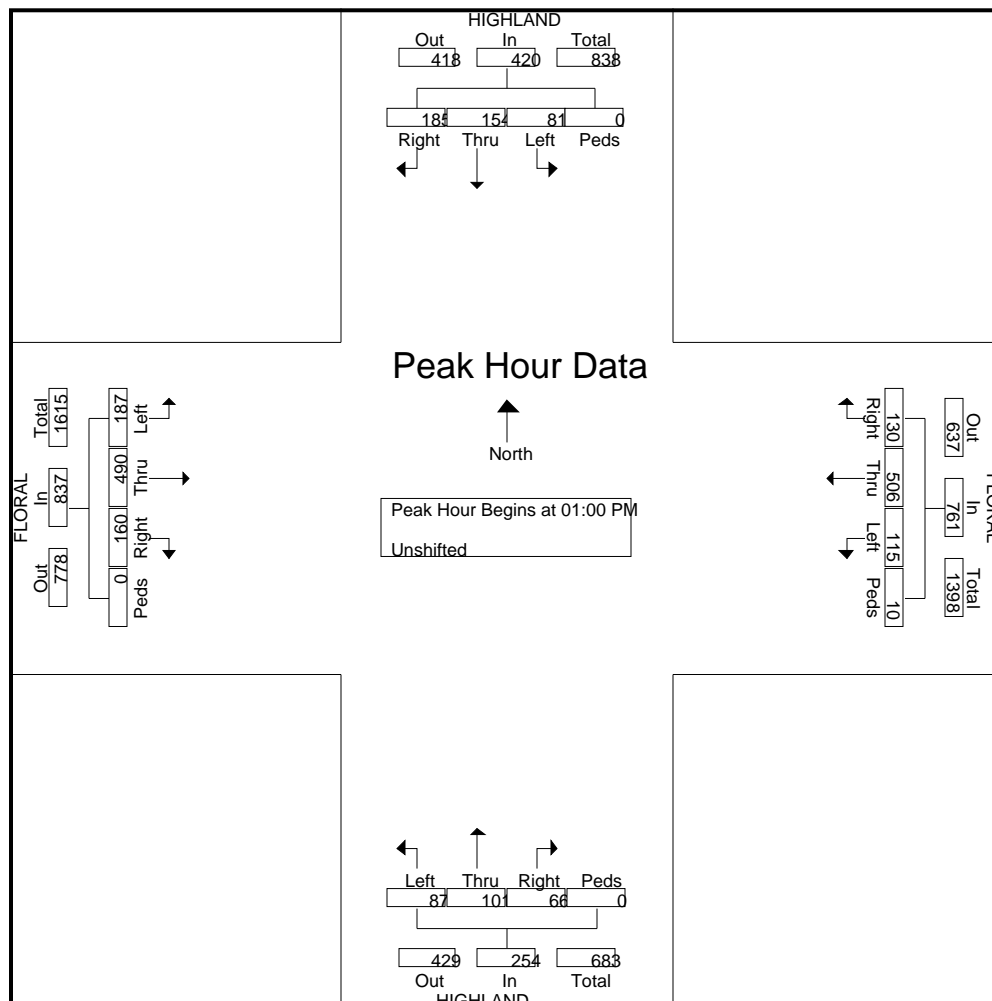 HIGHLAND
Out In Total
418 420 838
185 154 81 0
Right Thru Left Peds
Peak Hour Data
North
Peak Hour Begins at 01:00 PM
Unshifted
FLORAL
Total In Out
1615 837 778
187 490 160 0
Left Thru Right Peds
Right Thru Left Peds
130 506 115 10
Out In Total
637 761 1398
FLORAL
Left Thru Right Peds
87 101 66 0
429 254 683
Out In Total
HIGHLAND